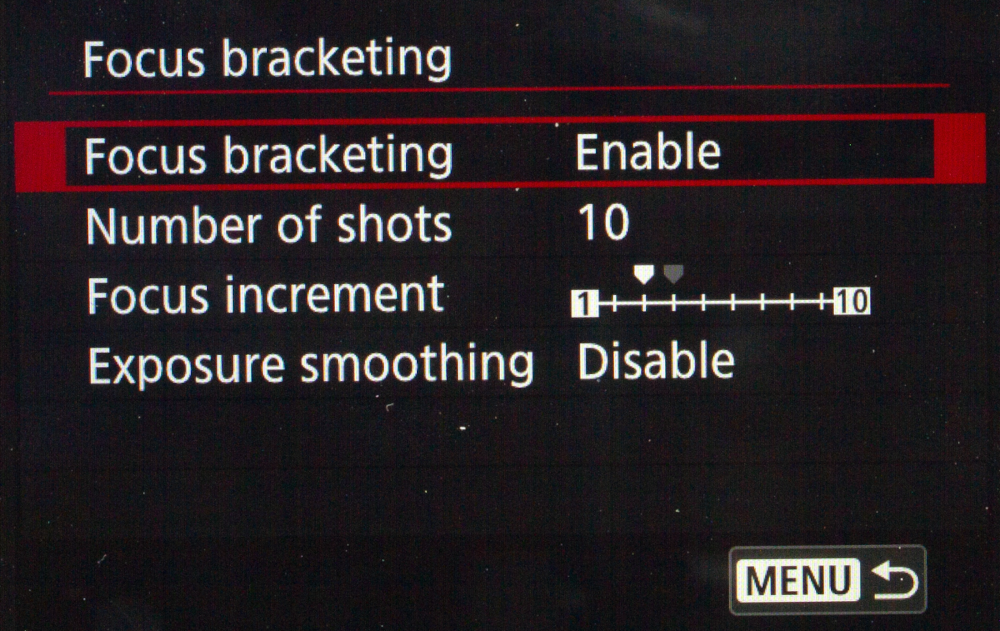 Focus bracketing
Focus bracketing Enable
Number of shots 10
Focus increment 1 10
Exposure smoothing Disable
MENU